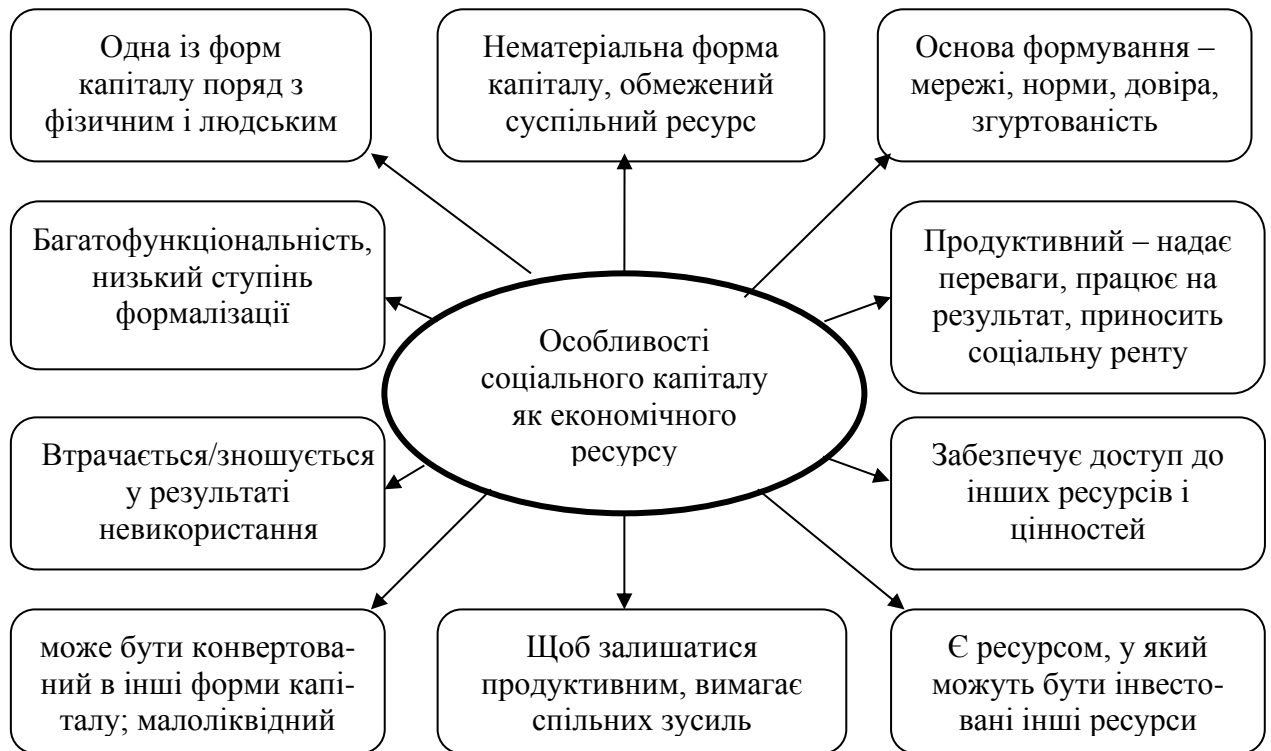 Одна із форм
капіталу поряд з
фізичним і людським
Нематеріальна форма
капіталу, обмежений
суспільний ресурс
Основа формування –
мережі, норми, довіра,
згуртованість
Багатофункціональність,
низький ступінь
формалізації
Продуктивний – надає
переваги, працює на
результат, приносить
соціальну ренту
Особливості
соціального капіталу
як економічного
ресурсу
Втрачається/зношується
у результаті
невикористання
Забезпечує доступ до
інших ресурсів і
цінностей
може бути конвертова-
ний в інші форми капі-
талу; малоліквідний
Щоб залишатися
продуктивним, вимагає
спільних зусиль
Є ресурсом, у який
можуть бути інвесто-
вані інші ресурси